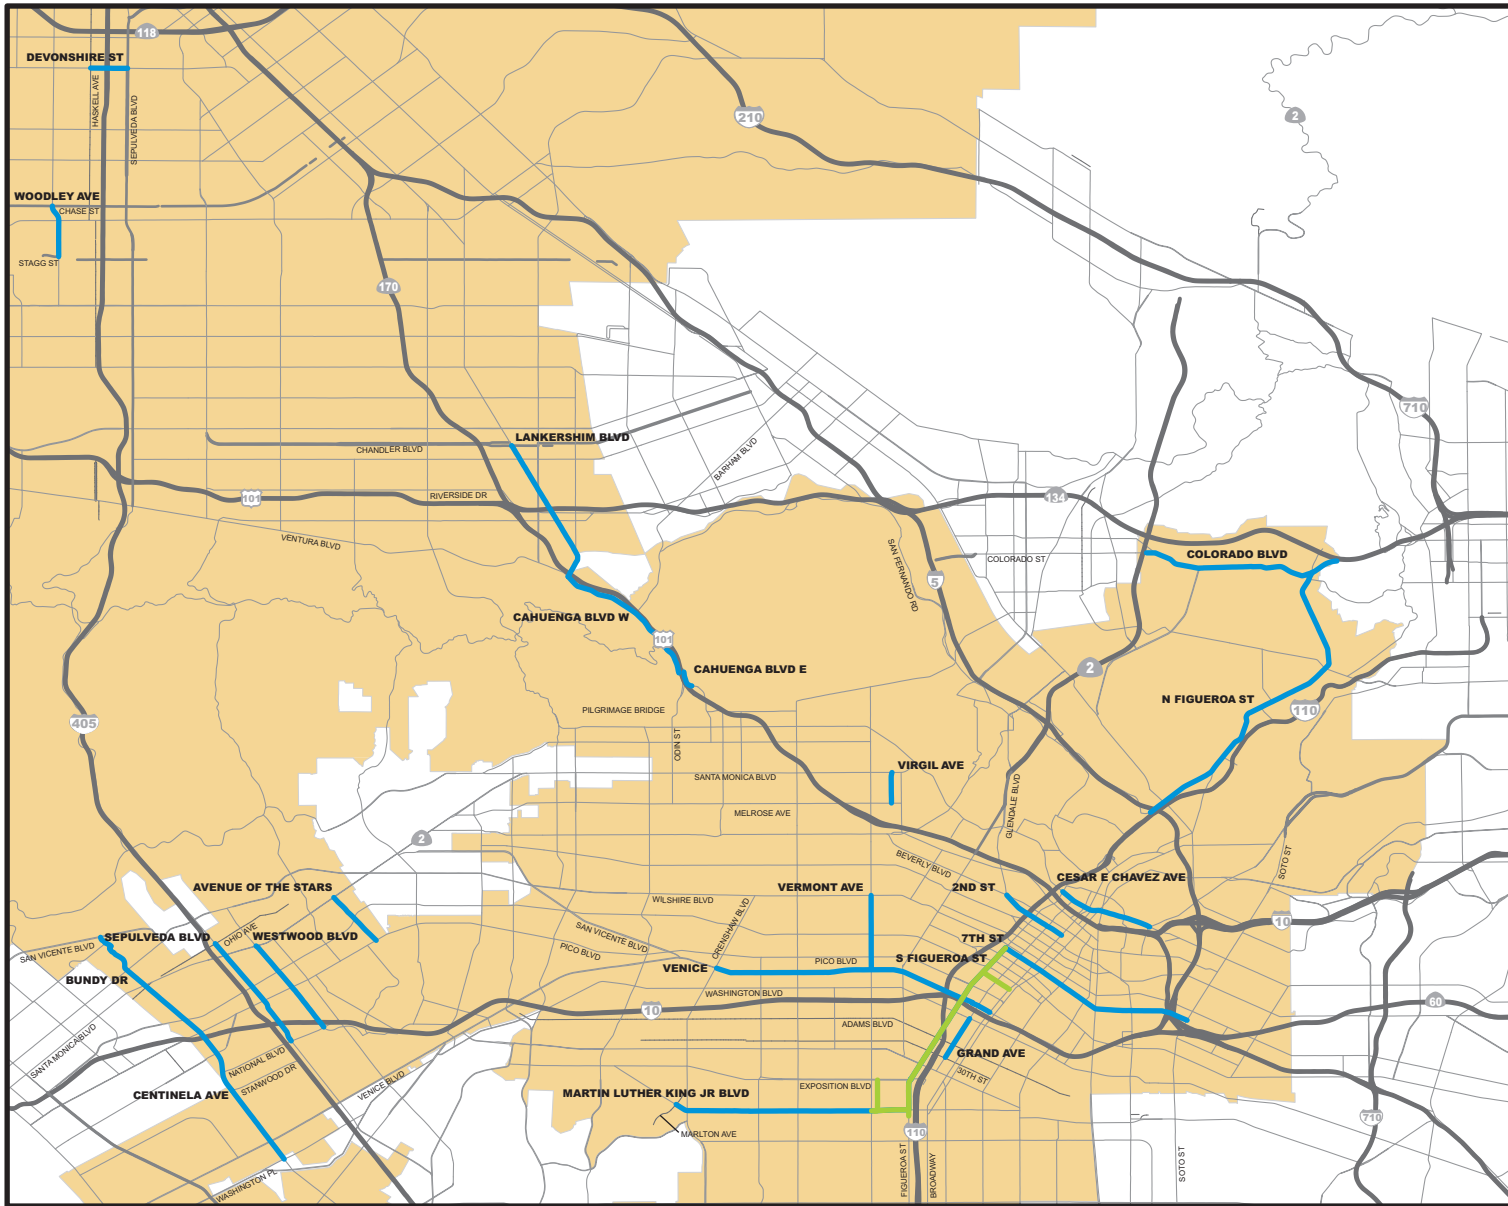 118
DEVONSHIRE ST
HASKELL AVE
SEPULVEDA BLVD
210
2
WOODLEY AVE
CHASE ST
STAGG ST
170
710
LANKERSHIM BLVD
CHANDLER BLVD
BARHAM BLVD
101
RIVERSIDE DR
134
VENTURA BLVD
SAN FERNANDO RD
COLORADO ST
COLORADO BLVD
5
CAHUENGA BLVD W
101
CAHUENGA BLVD E
2
N FIGUEROA ST
110
405
PILGRIMAGE BRIDGE
ODIN ST
SANTA MONICA BLVD
VIRGIL AVE
MELROSE AVE
GLENDALE BLVD
2
BEVERLY BLVD
SOTO ST
AVENUE OF THE STARS
VERMONT AVE
2ND ST
CESAR E CHAVEZ AVE
WILSHIRE BLVD
CRENSHAW BLVD
10
SAN VICENTE BLVD
SEPULVEDA BLVD
OHIO AVE
WESTWOOD BLVD
SAN VICENTE BLVD
PICO BLVD
7TH ST
S FIGUEROA ST
PICO BLVD
VENICE
BUNDY DR
WASHINGTON BLVD
10
60
ADAMS BLVD
SANTA MONICA BLVD
NATIONAL BLVD
STANWOOD DR
VENICE BLVD
GRAND AVE
30TH ST
EXPOSITION BLVD
CENTINELA AVE
MARTIN LUTHER KING JR BLVD
MARLTON AVE
110
710
FIGUEROA ST
BROADWAY
SOTO ST
WASHINGTON PL